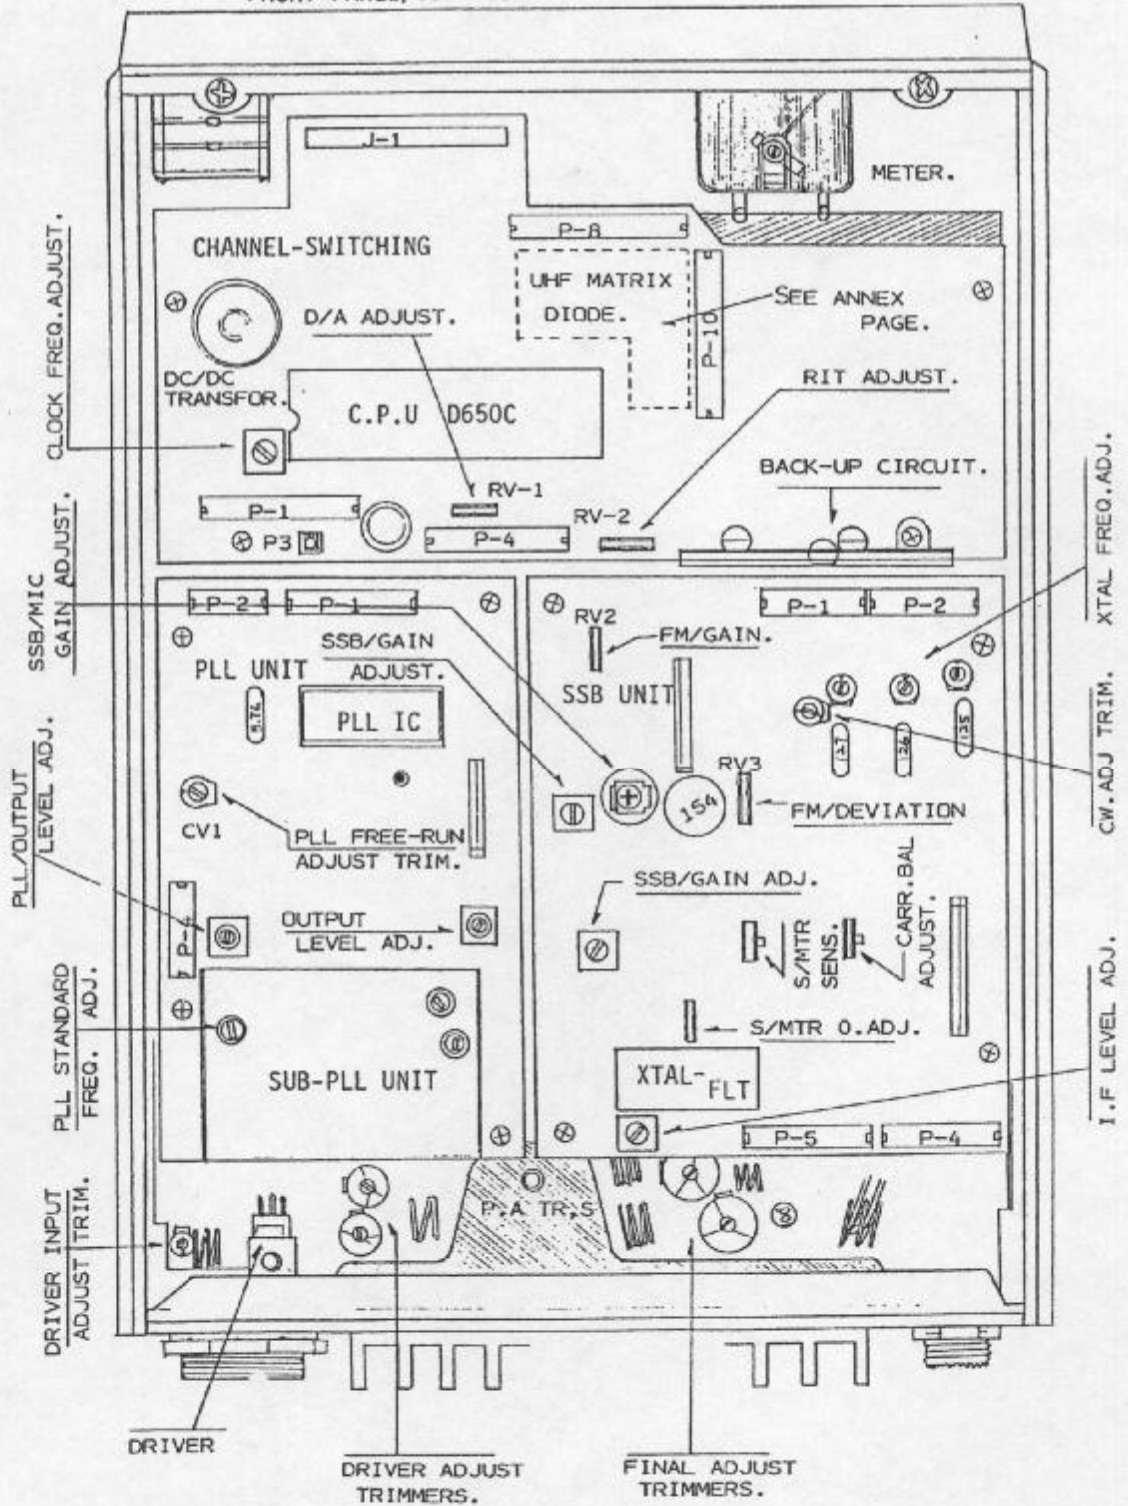 J-1
METER.
P-8
CHANNEL-SWITCHING
UHF MATRIX
DIODE.
P-10
SEE ANNEX
PAGE.
D/A ADJUST.
CLOCK FREQ.ADJUST.
DC/DC
TRANSFOR.
C.P.U D650C
RIT ADJUST.
BACK-UP CIRCUIT.
RV-1
P-1
RV-2
P3
P-4
SSB/MIC
GAIN ADJUST.
XTAL FREQ.ADJ.
P-2
P-1
P-1
P-2
RV2
FM/GAIN.
SSB/GAIN
ADJUST.
PLL UNIT
SSB UNIT
PLL IC
127
126
125
CW.ADJ TRIM.
RV3
154
FM/DEVIATION
CV1
PLL FREE-RUN
ADJUST TRIM.
PLL/OUTPUT
LEVEL ADJ.
SSB/GAIN ADJ.
OUTPUT
LEVEL ADJ.
S/MTR
SENS.
CARR.BAL
ADJUST.
PLL STANDARD
FREQ. ADJ.
S/MTR O.ADJ.
SUB-PLL UNIT
XTAL-FLT
I.F LEVEL ADJ.
P-5
P-4
P.A TR,S
DRIVER INPUT
ADJUST TRIM.
DRIVER
DRIVER ADJUST
TRIMMERS.
FINAL ADJUST
TRIMMERS.